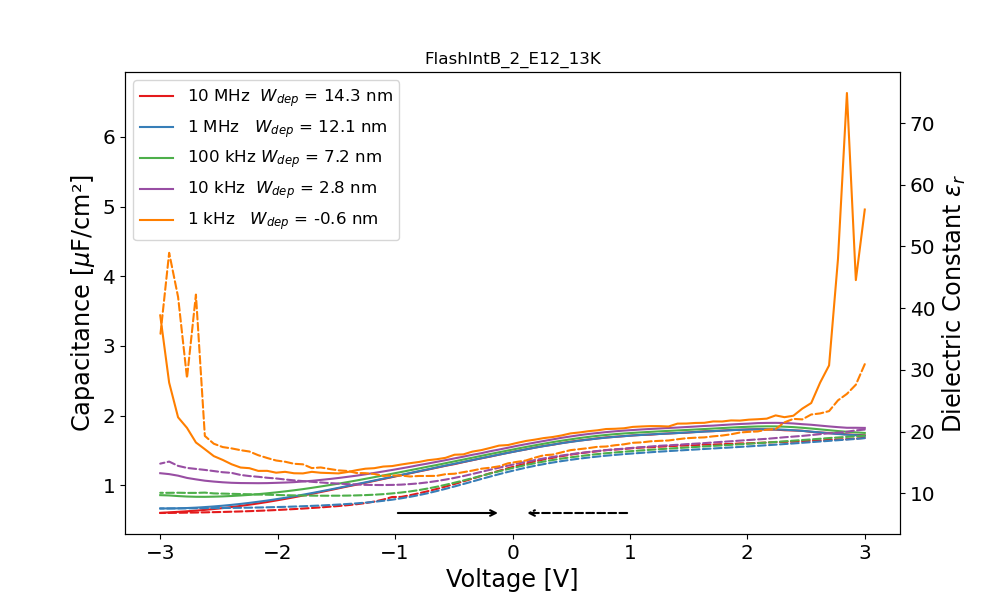 FlashIntB_2_E12_13K
10 MHz W_dep = 14.3 nm
1 MHz W_dep = 12.1 nm
100 kHz W_dep = 7.2 nm
10 kHz W_dep = 2.8 nm
1 kHz W_dep = -0.6 nm
Capacitance [μF/cm²]
6
5
4
3
2
1
70
60
50
40
30
20
10
Dielectric Constant ε_r
−3 −2 −1 0 1 2 3
Voltage [V]